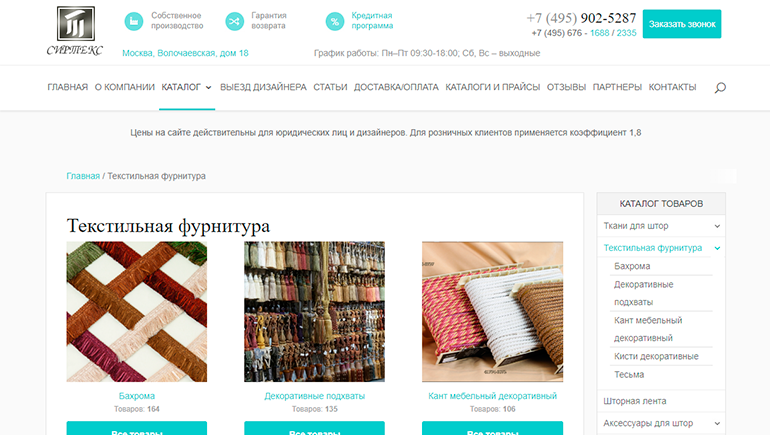 СИРТЕКС
Собственное
производство
Гарантия
возврата
Кредитная
программа
+7 (495) 902-5287
+7 (495) 676 - 1688 / 2335
Заказать звонок
Москва, Волочаевская, дом 18
График работы: Пн–Пт 09:30-18:00; Сб, Вс – выходные
ГЛАВНАЯ О КОМПАНИИ КАТАЛОГ ВЫЕЗД ДИЗАЙНЕРА СТАТЬИ ДОСТАВКА/ОПЛАТА КАТАЛОГИ И ПРАЙСЫ ОТЗЫВЫ ПАРТНЕРЫ КОНТАКТЫ
Цены на сайте действительны для юридических лиц и дизайнеров. Для розничных клиентов применяется коэффициент 1,8
Главная / Текстильная фурнитура
Текстильная фурнитура
Бахрома
Товаров: 164
Все товары
Декоративные подхваты
Товаров: 135
Все товары
Кант мебельный декоративный
Товаров: 106
Все товары
КАТАЛОГ ТОВАРОВ
Ткани для штор
Текстильная фурнитура
Бахрома
Декоративные
подхваты
Кант мебельный
декоративный
Кисти декоративные
Тесьма
Шторная лента
Аксессуары для штор